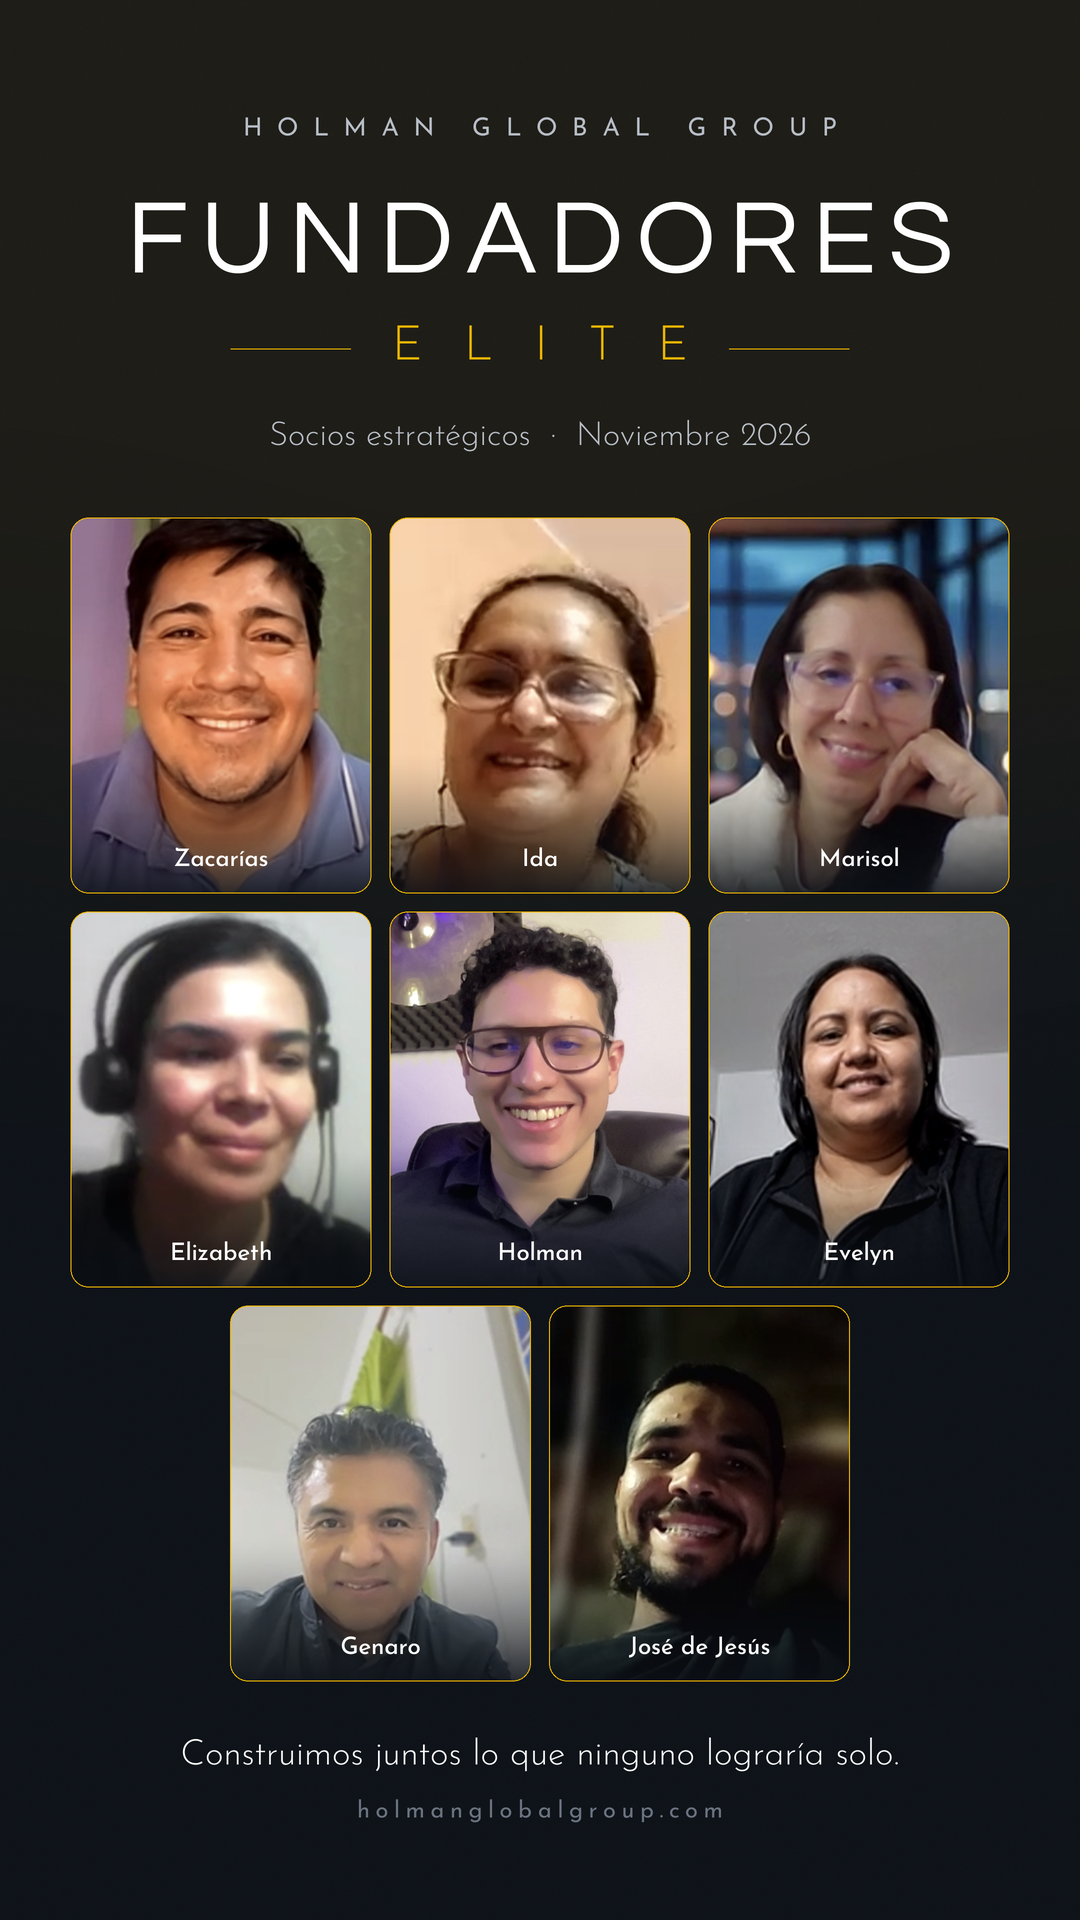 HOLMAN GLOBAL GROUP
FUNDADORES
ELITE
Socios estratégicos · Noviembre 2026
Zacarías
Ida
Marisol
Elizabeth
Holman
Evelyn
Genaro
José de Jesús
Construimos juntos lo que ninguno lograría solo.
holmanglobalgroup.com